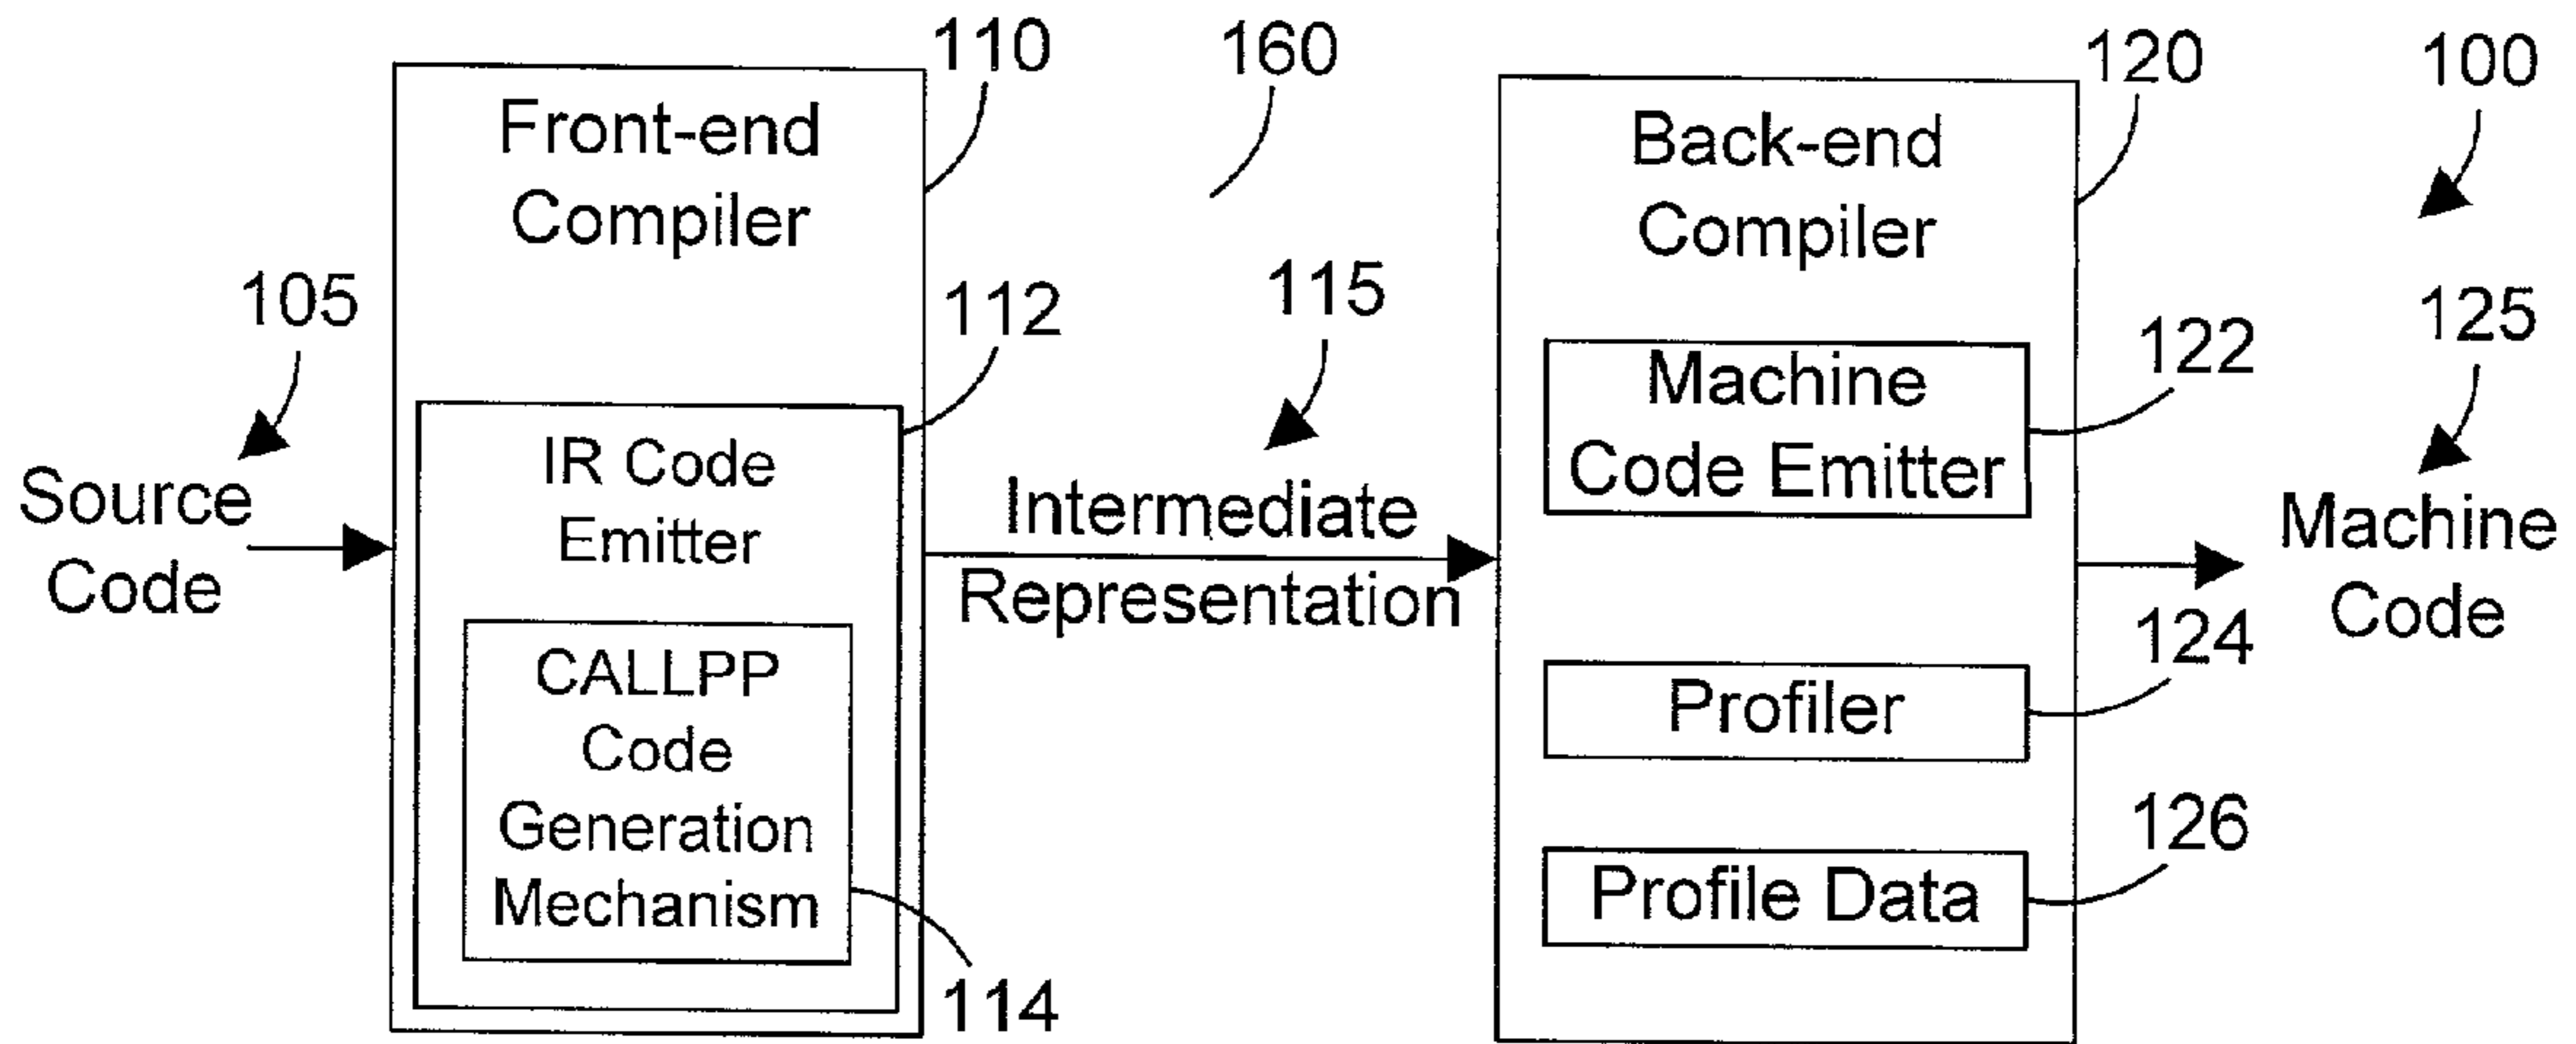 110
160
120
100
Front-end
Compiler
Back-end
Compiler
105
112
115
122
125
Source
Code
IR Code
Emitter
Intermediate
Representation
Machine
Code Emitter
Machine
Code
CALLPP
Code
Generation
Mechanism
114
Profiler
124
Profile Data
126